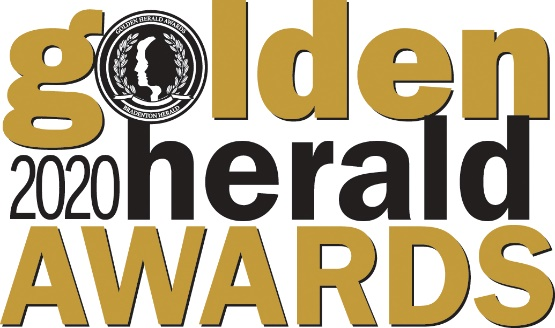 golden
GOLDEN HERALD AWARDS
BRADENTON HERALD
2020 herald
AWARDS